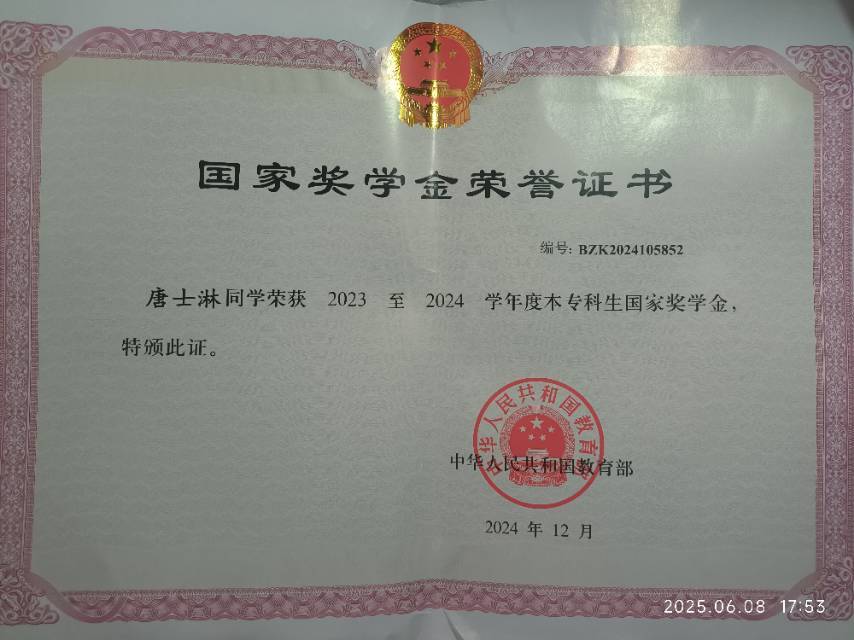 国家奖学金荣誉证书
编号: BZK2024105852
唐士淋同学荣获 2023 至 2024 学年度本专科生国家奖学金，
特颁此证。
中华人民共和国教育部
中华人民共和国教育部
2024 年 12 月
2025.06.08 17:53